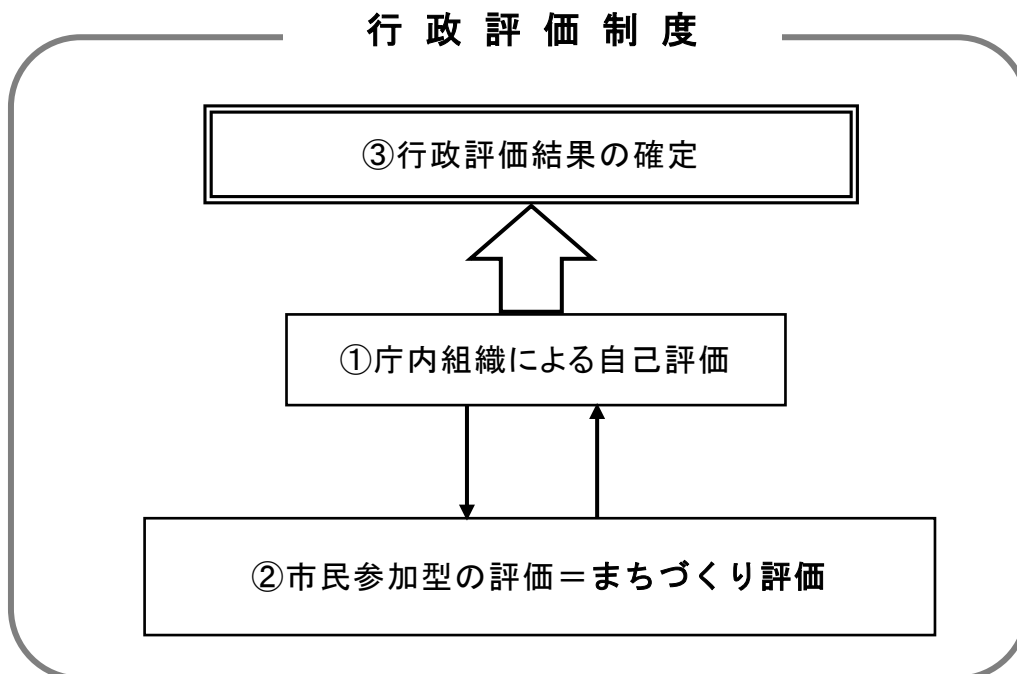 行政評価制度
③行政評価結果の確定
①庁内組織による自己評価
②市民参加型の評価＝まちづくり評価